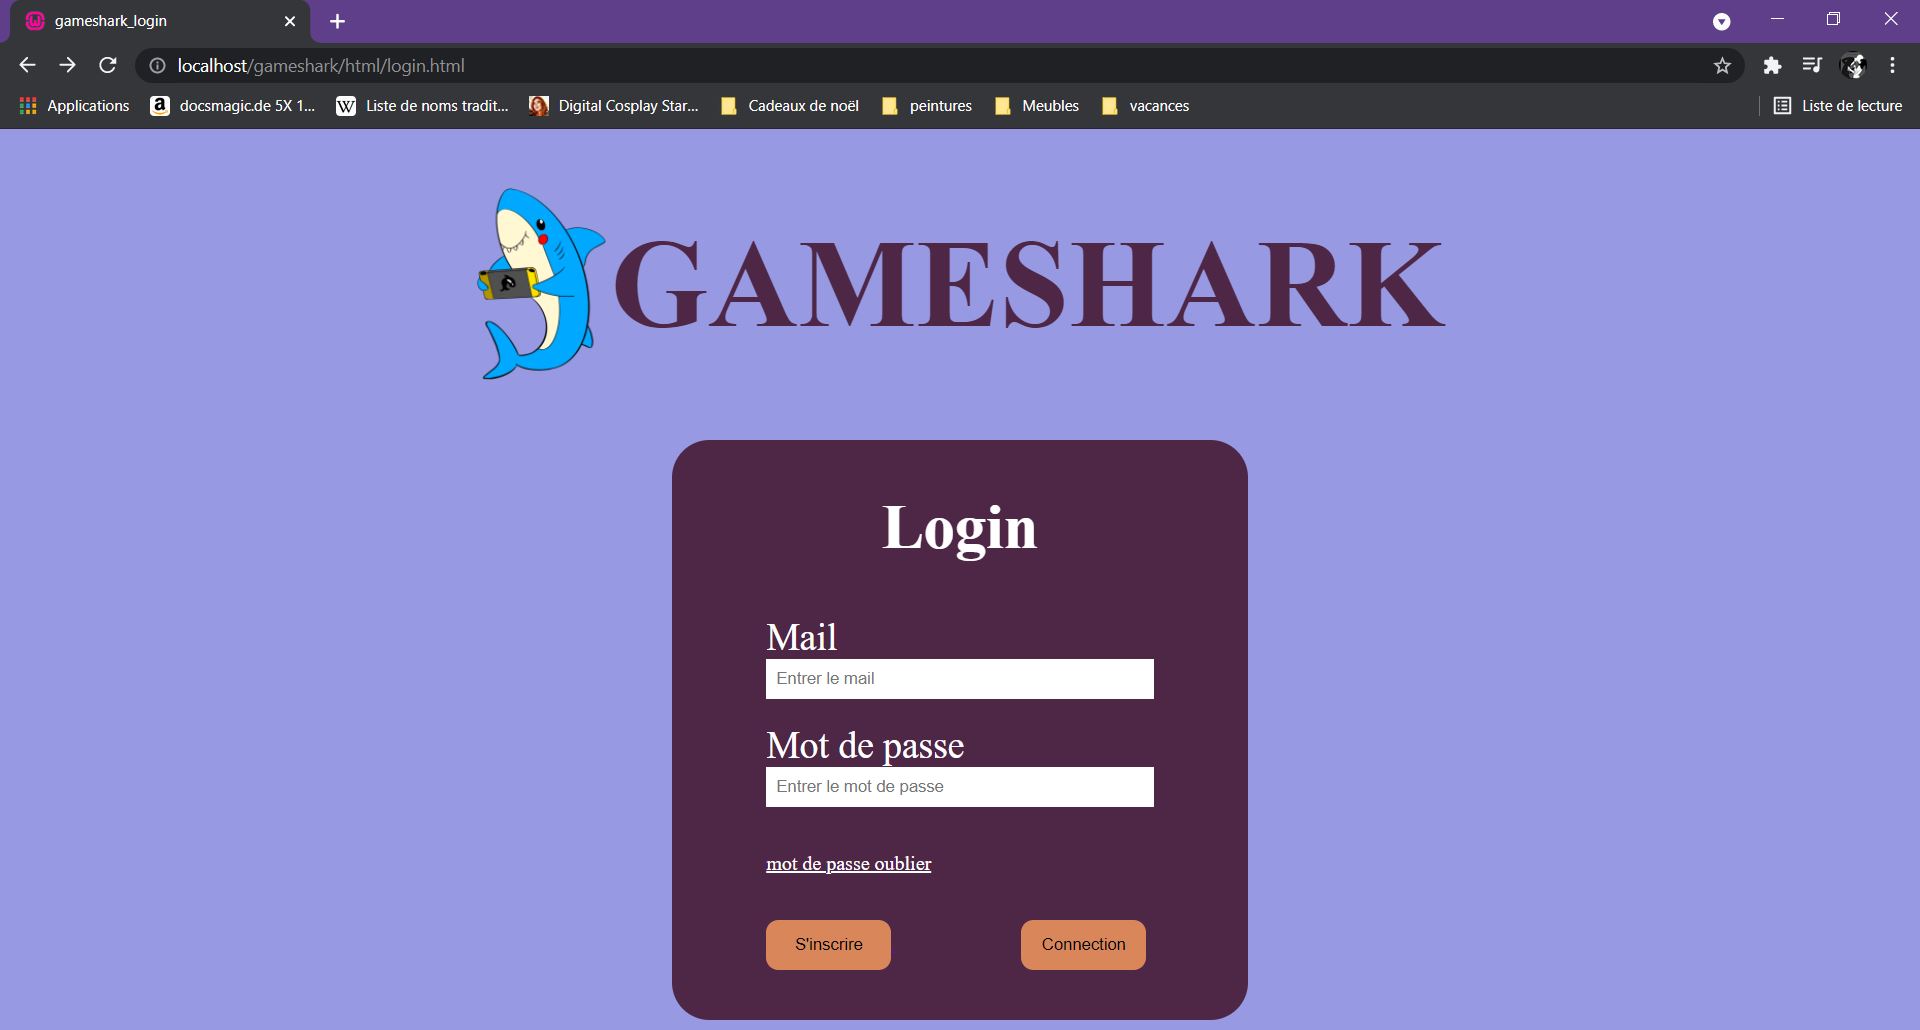 gameshark_login
localhost/gameshark/html/login.html
Applications
docsmagic.de 5X 1...
Liste de noms tradit...
Digital Cosplay Star...
Cadeaux de noël
peintures
Meubles
vacances
Liste de lecture
GAMESHARK
Login
Mail
Entrer le mail
Mot de passe
Entrer le mot de passe
mot de passe oublier
S'inscrire
Connection